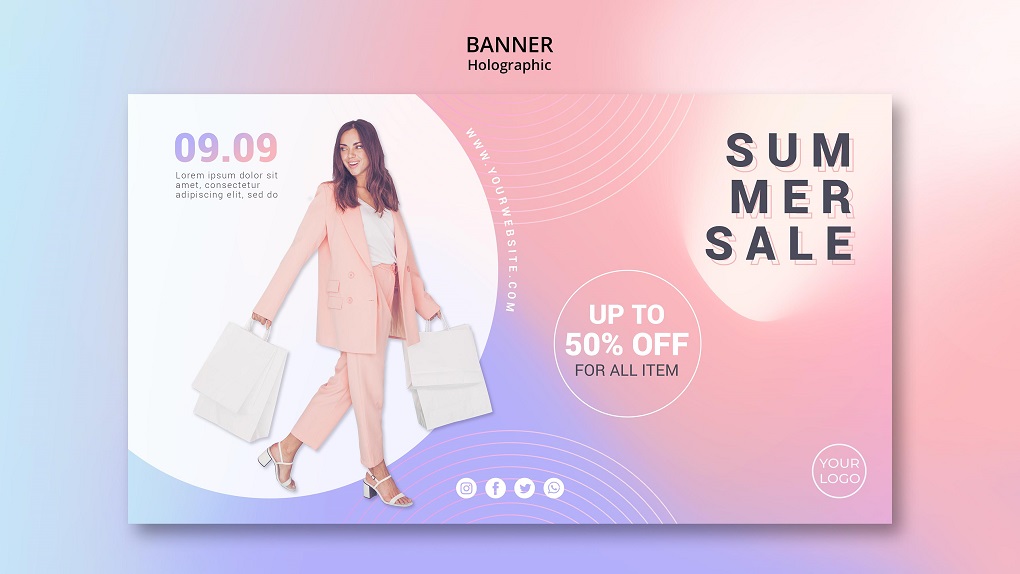 BANNER
Holographic
09.09
Lorem ipsum dolor sit
amet, consectetur
adipiscing elit, sed do
WWW.YOURWEBSITE.COM
SUM
MER
SALE
UP TO
50% OFF
FOR ALL ITEM
YOUR
LOGO